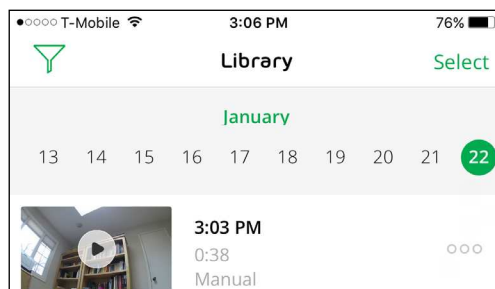 T-Mobile 3:06 PM 76%
Library Select
January
13 14 15 16 17 18 19 20 21 22
3:03 PM
0:38
Manual